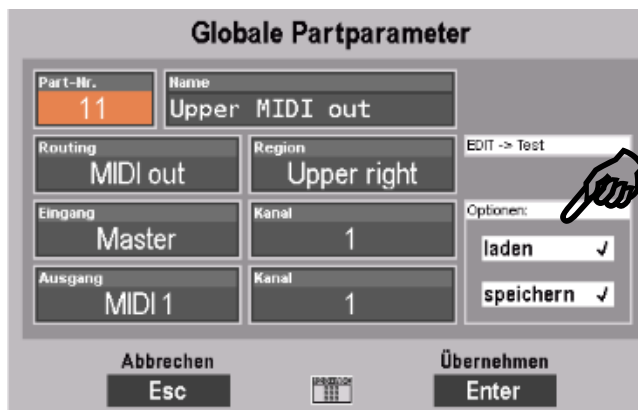 Globale Partparameter
Part-Nr. Name
11 Upper MIDI out
Routing Region EDIT -> Test
MIDI out Upper right
Eingang Kanal Optionen:
Master 1 laden
Ausgang Kanal
MIDI 1 1 speichern
Abbrechen Übernehmen
Esc Enter